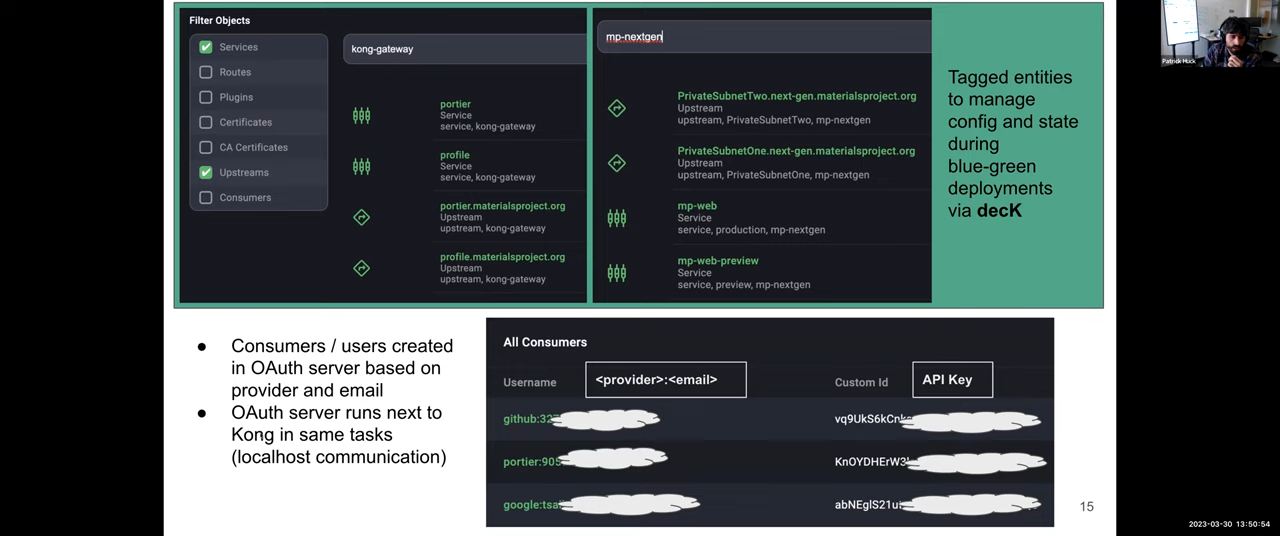 Filter Objects
Services
Routes
Plugins
Certificates
CA Certificates
Upstreams
Consumers
kong-gateway
portier
Service
service, kong-gateway
profile
Service
service, kong-gateway
portier.materialsproject.org
Upstream
upstream, kong-gateway
profile.materialsproject.org
Upstream
upstream, kong-gateway
mp-nextgen
PrivateSubnetTwo.next-gen.materialsproject.org
Upstream
upstream, PrivateSubnetTwo, mp-nextgen
PrivateSubnetOne.next-gen.materialsproject.org
Upstream
upstream, PrivateSubnetOne, mp-nextgen
mp-web
Service
service, production, mp-nextgen
mp-web-preview
Service
service, preview, mp-nextgen
Tagged entities
to manage
config and state
during
blue-green
deployments
via decK
Patrick Huck
● Consumers / users created
in OAuth server based on
provider and email
● OAuth server runs next to
Kong in same tasks
(localhost communication)
All Consumers
Username <provider>:<email> Custom Id API Key
github:32
portier:905
google:tsa
15
2023-03-30 13:50:54